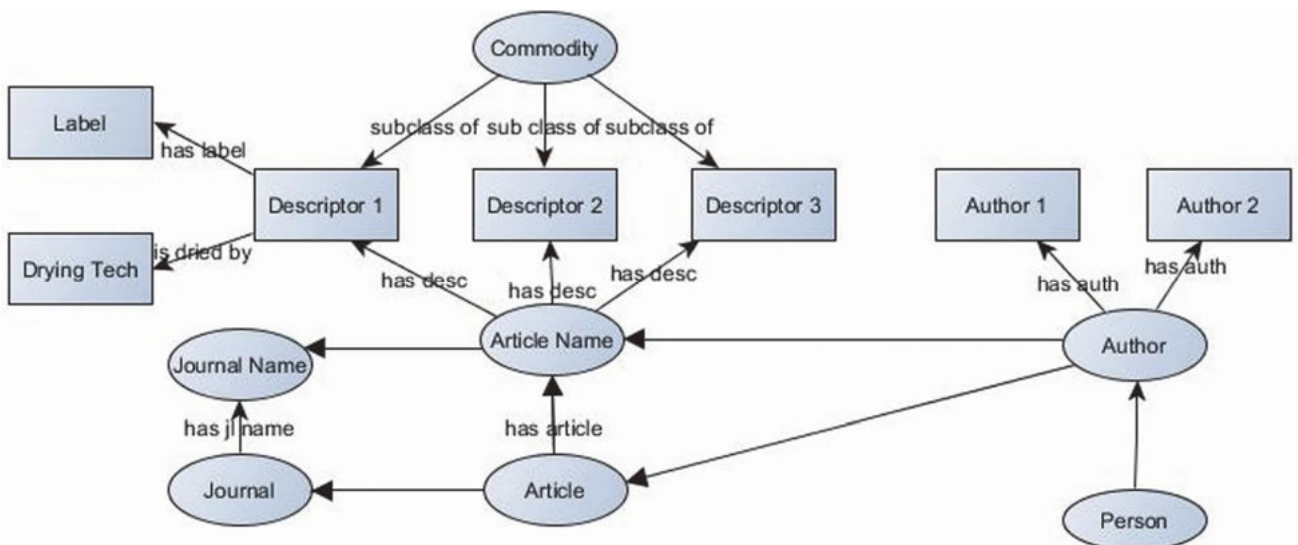 Commodity
Label
subclass of
sub class of
subclass of
has label
Descriptor 1
Descriptor 2
Descriptor 3
Author 1
Author 2
Drying Tech
is dried by
has desc
has desc
has desc
has auth
has auth
Journal Name
Article Name
Author
has jl name
has article
Journal
Article
Person